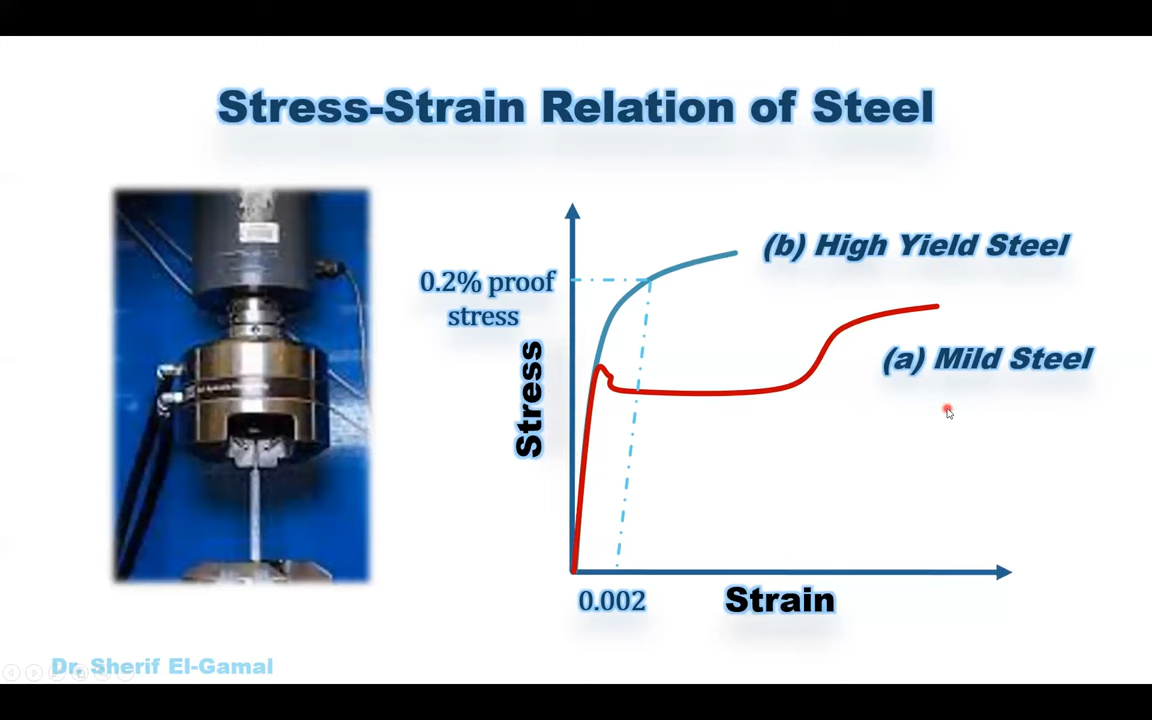 Stress-Strain Relation of Steel
(b) High Yield Steel
0.2% proof
stress
Stress
(a) Mild Steel
0.002
Strain
Dr. Sherif El-Gamal